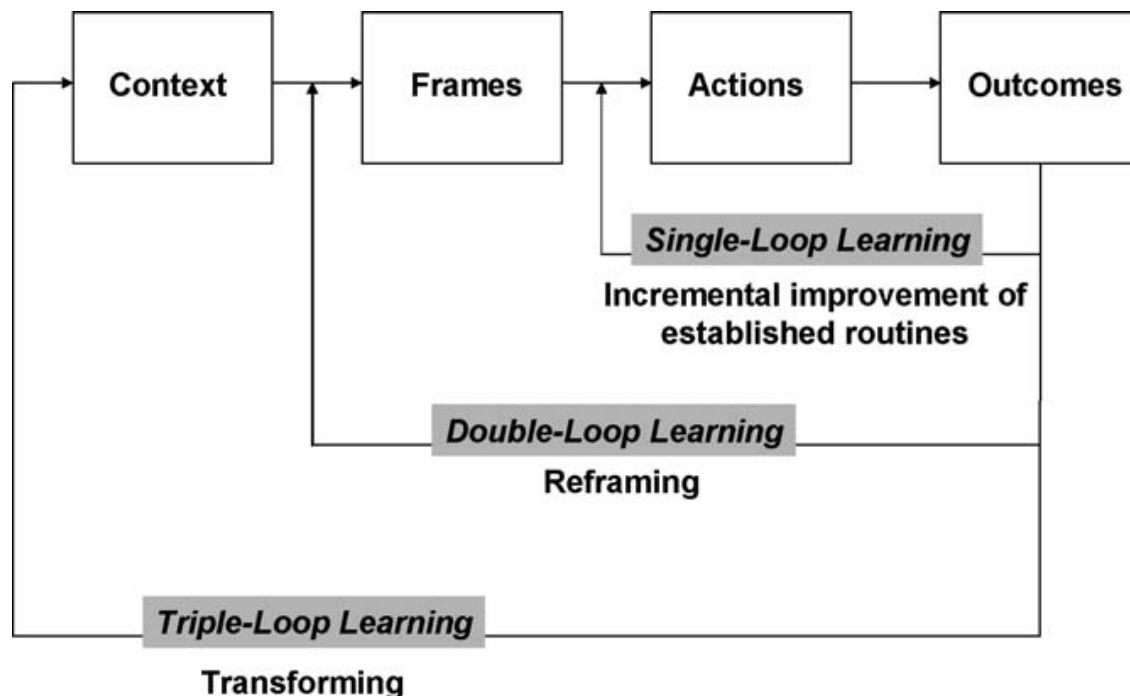 Context
Frames
Actions
Outcomes
Single-Loop Learning
Incremental improvement of
established routines
Double-Loop Learning
Reframing
Triple-Loop Learning
Transforming